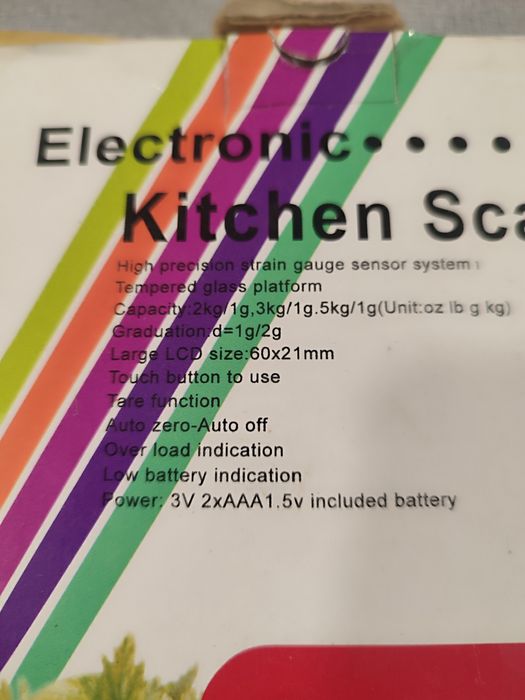 Electronic••••
Kitchen Sca
High precision strain gauge sensor system
Tempered glass platform
Capacity:2kg/1g,3kg/1g.5kg/1g(Unit:oz lb g kg)
Graduation:d=1g/2g
Large LCD size:60x21mm
Touch button to use
Tare function
Auto zero-Auto off
Over load indication
Low battery indication
Power: 3V 2xAAA1.5v included battery